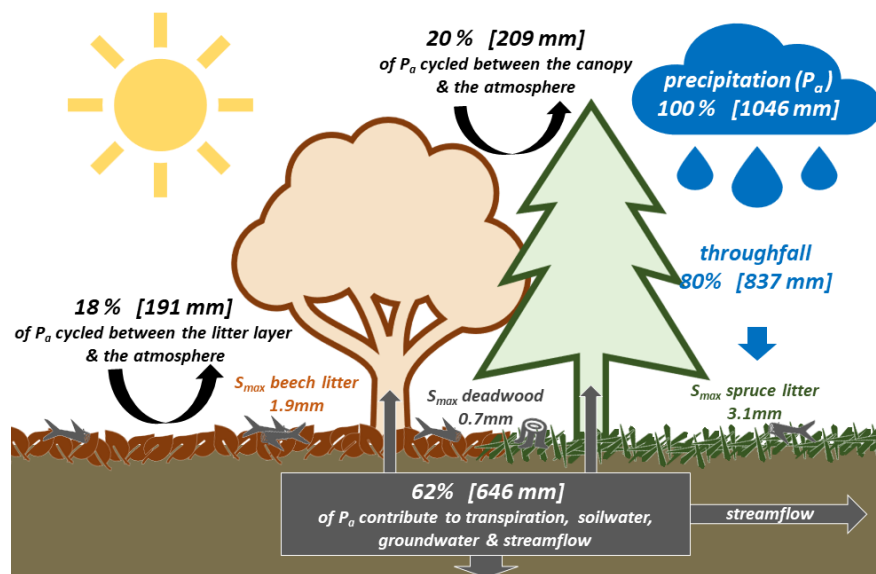 20 % [209 mm]
of Pa cycled between the canopy
& the atmosphere
precipitation (Pa)
100 % [1046 mm]
throughfall
80% [837 mm]
18 % [191 mm]
of Pa cycled between the litter layer
& the atmosphere
Smax beech litter
1.9mm
Smax deadwood
0.7mm
Smax spruce litter
3.1mm
62% [646 mm]
of Pa contribute to transpiration, soilwater,
groundwater & streamflow
streamflow